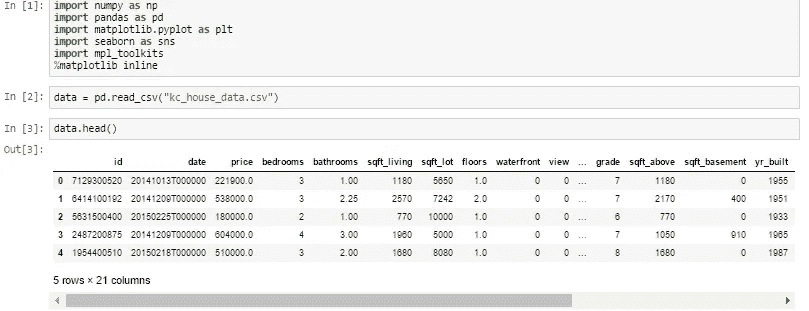 In [1]: import numpy as np
import pandas as pd
import matplotlib.pyplot as plt
import seaborn as sns
import mpl_toolkits
%matplotlib inline
In [2]: data = pd.read_csv("kc_house_data.csv")
In [3]: data.head()
Out[3]:
id date price bedrooms bathrooms sqft_living sqft_lot floors waterfront view ... grade sqft_above sqft_basement yr_built
0 7129300520 20141013T000000 221900.0 3 1.00 1180 5650 1.0 0 0 ... 7 1180 0 1955
1 6414100192 20141209T000000 538000.0 3 2.25 2570 7242 2.0 0 0 ... 7 2170 400 1951
2 5631500400 20150225T000000 180000.0 2 1.00 770 10000 1.0 0 0 ... 6 770 0 1933
3 2487200875 20141209T000000 604000.0 4 3.00 1960 5000 1.0 0 0 ... 7 1050 910 1965
4 1954400510 20150218T000000 510000.0 3 2.00 1680 8080 1.0 0 0 ... 8 1680 0 1987
5 rows × 21 columns